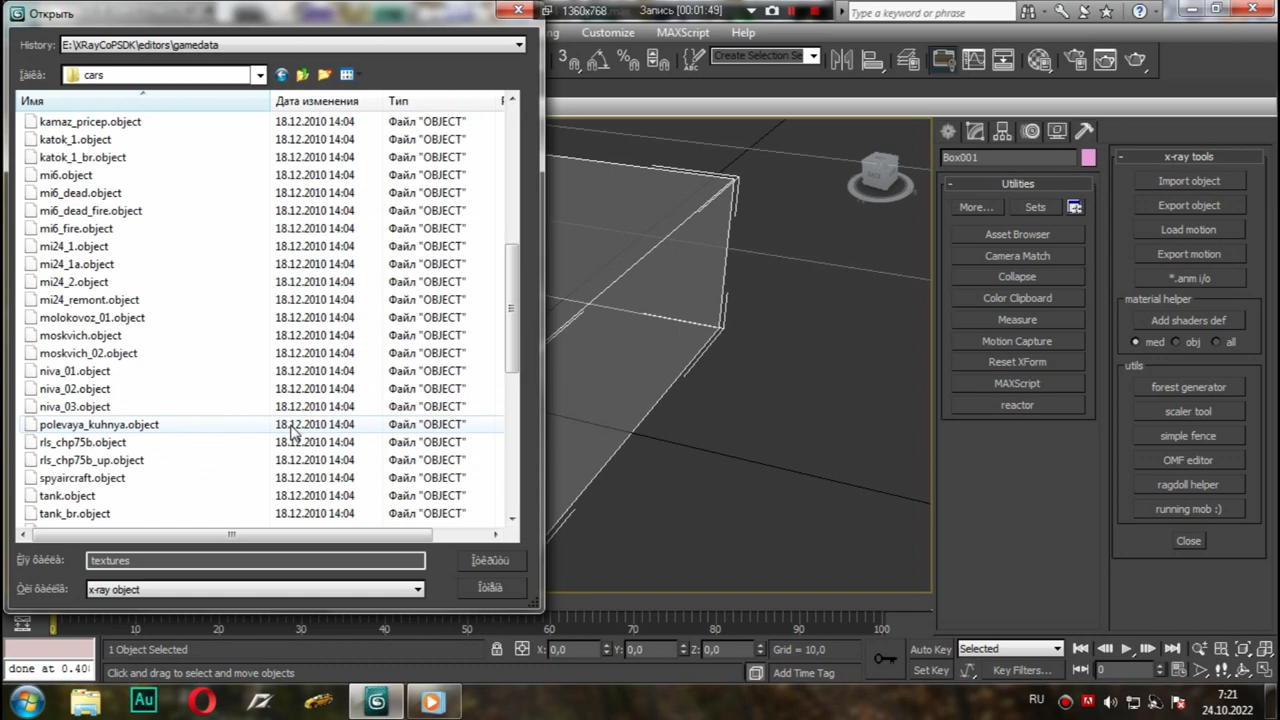 Открыть
1360x768
Запись [00:01:49]
Type a keyword or phrase
History: E:\XRayCoPSDK\editors\gamedata
Customize MAXScript Help
Create Selection Se
Ïàïêà: cars
Имя Дата изменения Тип
kamaz_pricep.object 18.12.2010 14:04 Файл "OBJECT"
katok_1.object 18.12.2010 14:04 Файл "OBJECT"
katok_1_br.object 18.12.2010 14:04 Файл "OBJECT"
mi6.object 18.12.2010 14:04 Файл "OBJECT"
mi6_dead.object 18.12.2010 14:04 Файл "OBJECT"
mi6_dead_fire.object 18.12.2010 14:04 Файл "OBJECT"
mi6_fire.object 18.12.2010 14:04 Файл "OBJECT"
mi24_1.object 18.12.2010 14:04 Файл "OBJECT"
mi24_1a.object 18.12.2010 14:04 Файл "OBJECT"
mi24_2.object 18.12.2010 14:04 Файл "OBJECT"
mi24_remont.object 18.12.2010 14:04 Файл "OBJECT"
molokovoz_01.object 18.12.2010 14:04 Файл "OBJECT"
moskvich.object 18.12.2010 14:04 Файл "OBJECT"
moskvich_02.object 18.12.2010 14:04 Файл "OBJECT"
niva_01.object 18.12.2010 14:04 Файл "OBJECT"
niva_02.object 18.12.2010 14:04 Файл "OBJECT"
niva_03.object 18.12.2010 14:04 Файл "OBJECT"
polevaya_kuhnya.object 18.12.2010 14:04 Файл "OBJECT"
rls_chp75b.object 18.12.2010 14:04 Файл "OBJECT"
rls_chp75b_up.object 18.12.2010 14:04 Файл "OBJECT"
spyaircraft.object 18.12.2010 14:04 Файл "OBJECT"
tank.object 18.12.2010 14:04 Файл "OBJECT"
tank_br.object 18.12.2010 14:04 Файл "OBJECT"
textures
x-ray object
BACK
Box001
Utilities
More... Sets
Asset Browser
Camera Match
Collapse
Color Clipboard
Measure
Motion Capture
Reset XForm
MAXScript
reactor
x-ray tools
Import object
Export object
Load motion
Export motion
*.anm i/o
material helper
Add shaders def
med obj all
utils
forest generator
scaler tool
simple fence
OMF editor
ragdoll helper
running mob :)
Close
0 10 20 30 40 50 60 70 80 90 100
1 Object Selected X: 0,0 Y: 0,0 Z: 0,0 Grid = 10,0
Auto Key Selected
done at 0.40
Click and drag to select and move objects
Add Time Tag
Set Key Key Filters... 0
Au
RU
7:21
24.10.2022